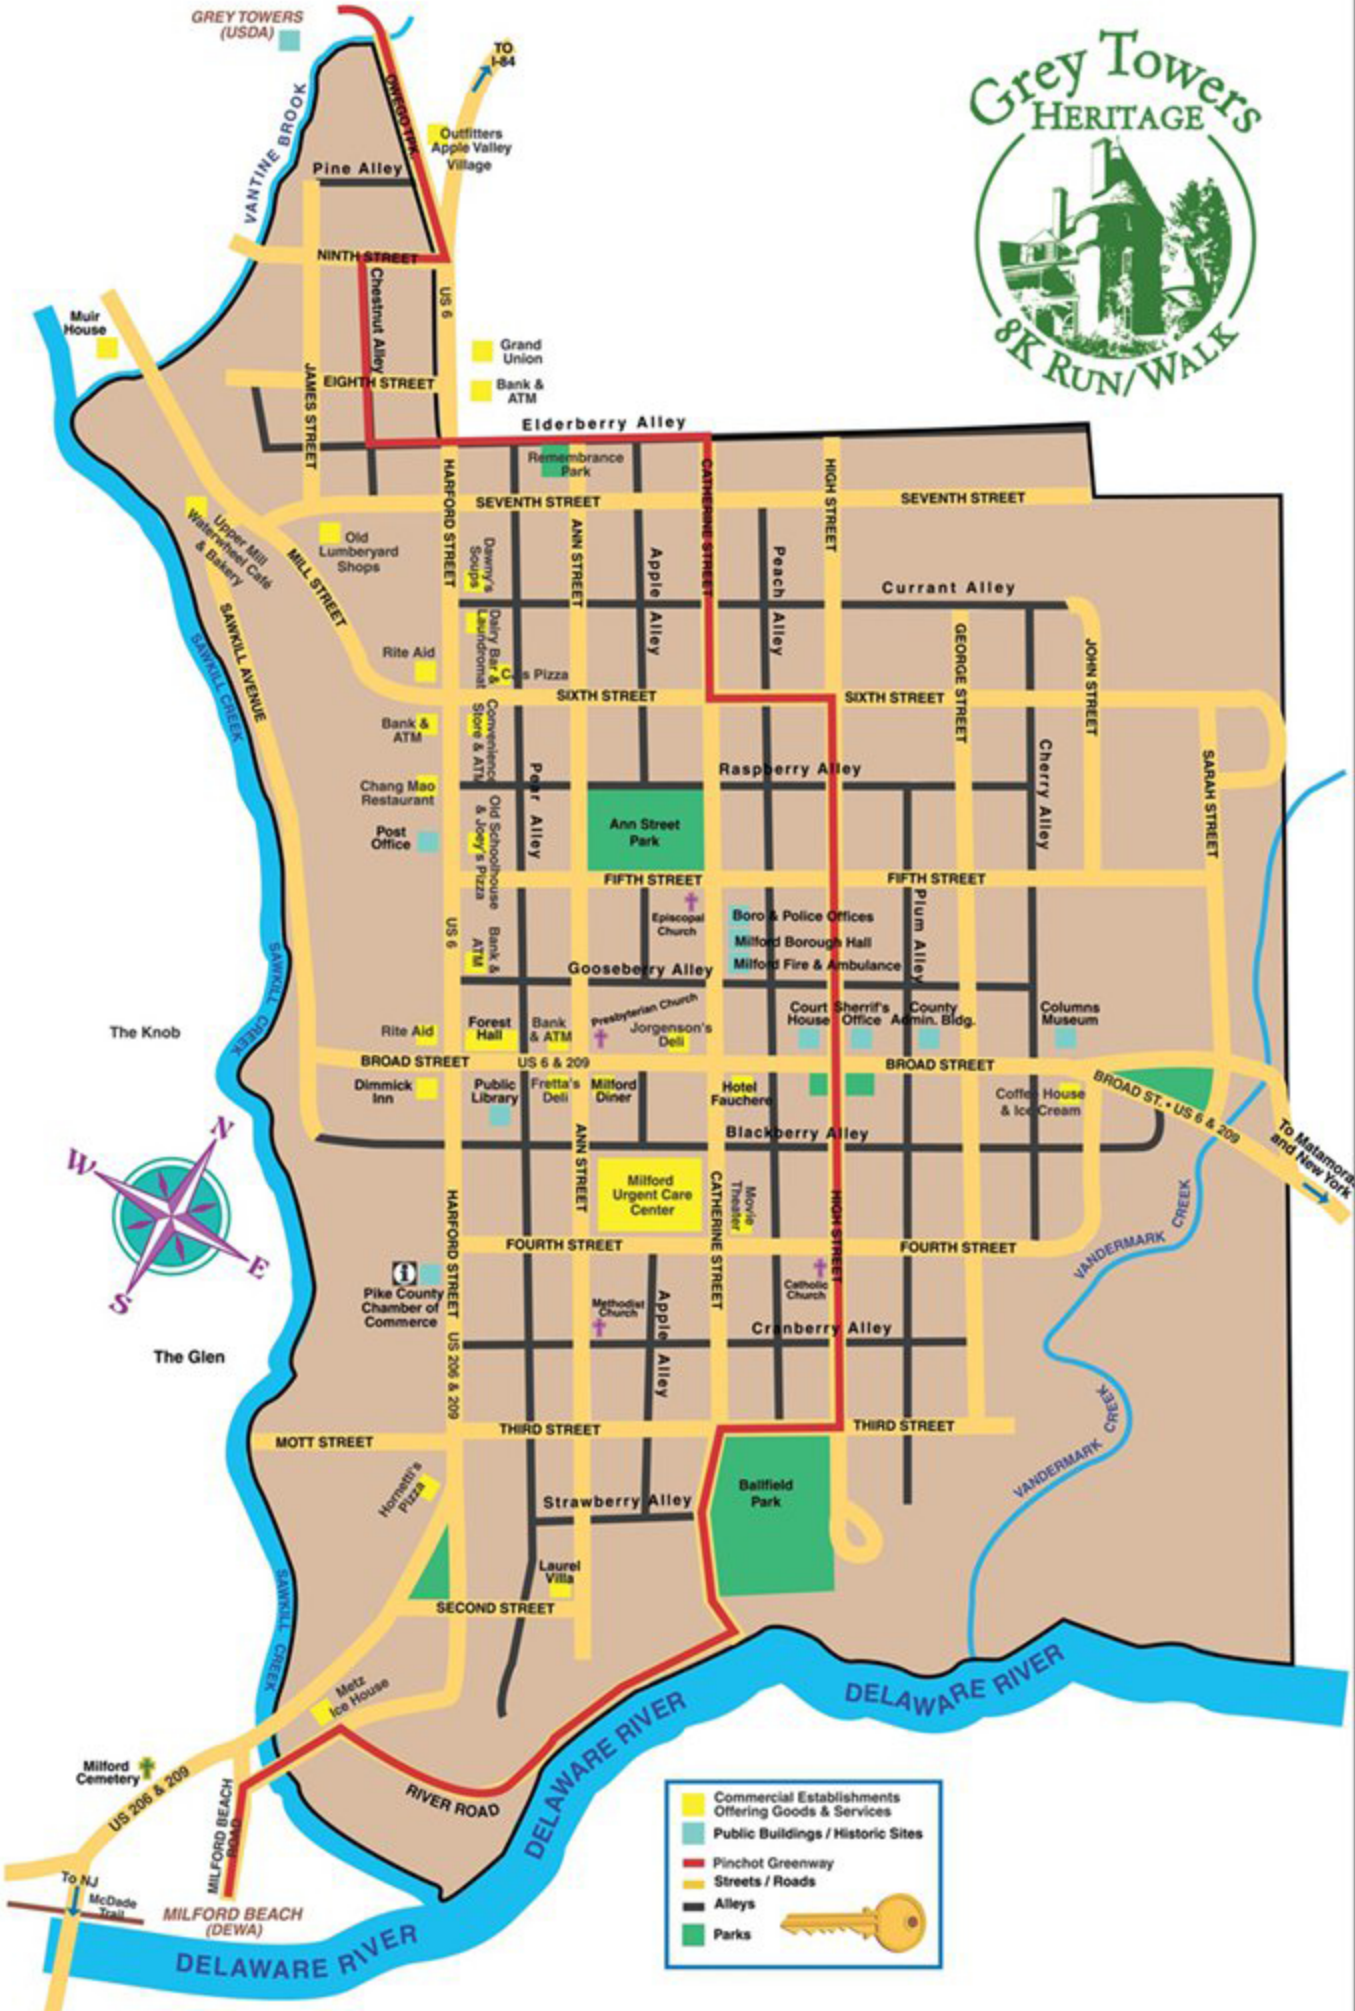 GREY TOWERS
(USDA)
TO
I-84
OWEGO TPK
VANTINE BROOK
Outfitters
Apple Valley
Village
Pine Alley
NINTH STREET
Chestnut Alley
US 6
Muir
House
JAMES STREET
EIGHTH STREET
Grand
Union
Bank &
ATM
Grey Towers
HERITAGE
8K RUN/WALK
Elderberry Alley
Remembrance
Park
HARFORD STREET
SEVENTH STREET
CATHERINE STREET
HIGH STREET
SEVENTH STREET
Upper Mill
Waterwheel Café
& Bakery
Old
Lumberyard
Shops
MILL STREET
Dawny's
Soups
ANN STREET
Apple Alley
Peach Alley
Currant Alley
SAWKILL AVENUE
SAWKILL CREEK
Rite Aid
Dairy Bar &
Laundromat
s Pizza
SIXTH STREET
SIXTH STREET
GEORGE STREET
JOHN STREET
Bank &
ATM
Convenience
Store & ATM
Raspberry Alley
Cherry Alley
SARAH STREET
Chang Mao
Restaurant
Post
Office
Old Schoolhouse
& Joey's Pizza
Pear Alley
Ann Street
Park
FIFTH STREET
FIFTH STREET
Plum Alley
Episcopal
Church
Boro & Police Offices
Milford Borough Hall
Milford Fire & Ambulance
US 6
Bank &
ATM
Gooseberry Alley
SAWKILL CREEK
The Knob
Rite Aid
Forest
Hall
Bank
& ATM
Presbyterian Church
Jorgenson's
Deli
Court
House
Sherrif's
Office
County
Admin. Bldg.
Columns
Museum
BROAD STREET
US 6 & 209
BROAD STREET
BROAD ST. • US 6 & 209
Dimmick
Inn
Public
Library
Fretta's
Deli
Milford
Diner
Hotel
Fauchere
Coffee House
& Ice Cream
To Matamoras
and New York
Blackberry Alley
N
W
E
S
ANN STREET
Milford
Urgent Care
Center
CATHERINE STREET
Movie
Theater
HIGH STREET
HARFORD STREET
FOURTH STREET
FOURTH STREET
VANDERMARK CREEK
i
Pike County
Chamber of
Commerce
Methodist
Church
Apple Alley
Catholic
Church
Cranberry Alley
The Glen
US 206 & 209
MOTT STREET
THIRD STREET
THIRD STREET
VANDERMARK CREEK
Hornetti's
Pizza
Strawberry Alley
Ballfield
Park
Laurel
Villa
SECOND STREET
SAWKILL CREEK
Metz
Ice House
DELAWARE RIVER
DELAWARE RIVER
Milford
Cemetery
US 206 & 209
MILFORD BEACH
ROAD
RIVER ROAD
To NJ
McDade
Trail
MILFORD BEACH
(DEWA)
DELAWARE RIVER
Commercial Establishments
Offering Goods & Services
Public Buildings / Historic Sites
Pinchot Greenway
Streets / Roads
Alleys
Parks